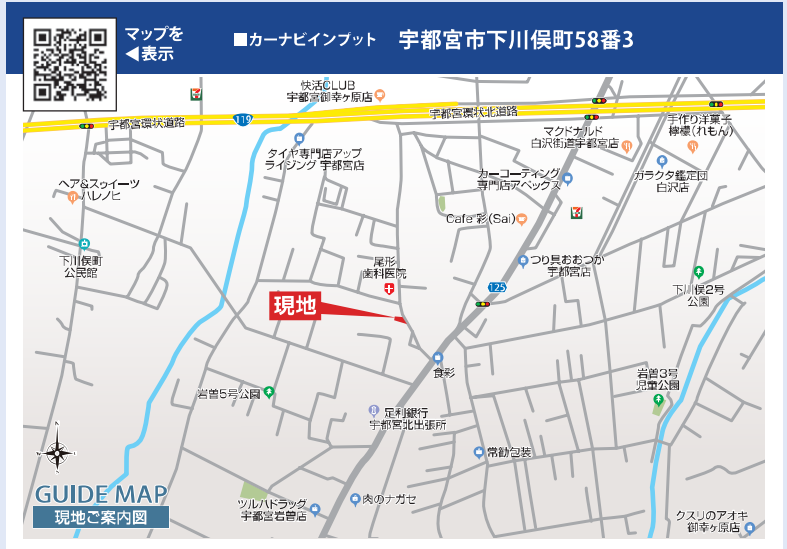 マップを
◀表示
■カーナビインプット 宇都宮市下川俣町58番3
快活CLUB
宇都宮御幸ヶ原店
宇都宮環状道路
119
宇都宮環状北道路
手作り洋菓子
檸檬(れもん)
マクドナルド
白沢街道宇都宮店
タイヤ専門店アップ
ライジング 宇都宮店
カーコーティング
専門店アペックス
ガラクタ鑑定団
白沢店
ヘア&スゥイーツ
ハレノヒ
Cafe 彩(Sai)
下川俣町
公民館
尾形
歯科医院
つり具おおつか
宇都宮店
125
下川俣2号
公園
現地
食彩
岩曽3号
児童公園
岩曽5号公園
足利銀行
宇都宮北出張所
常勧包装
N
GUIDE MAP
現地ご案内図
ツルハドラッグ
宇都宮岩曽店
肉のナガセ
クスリのアオキ
御幸ヶ原店